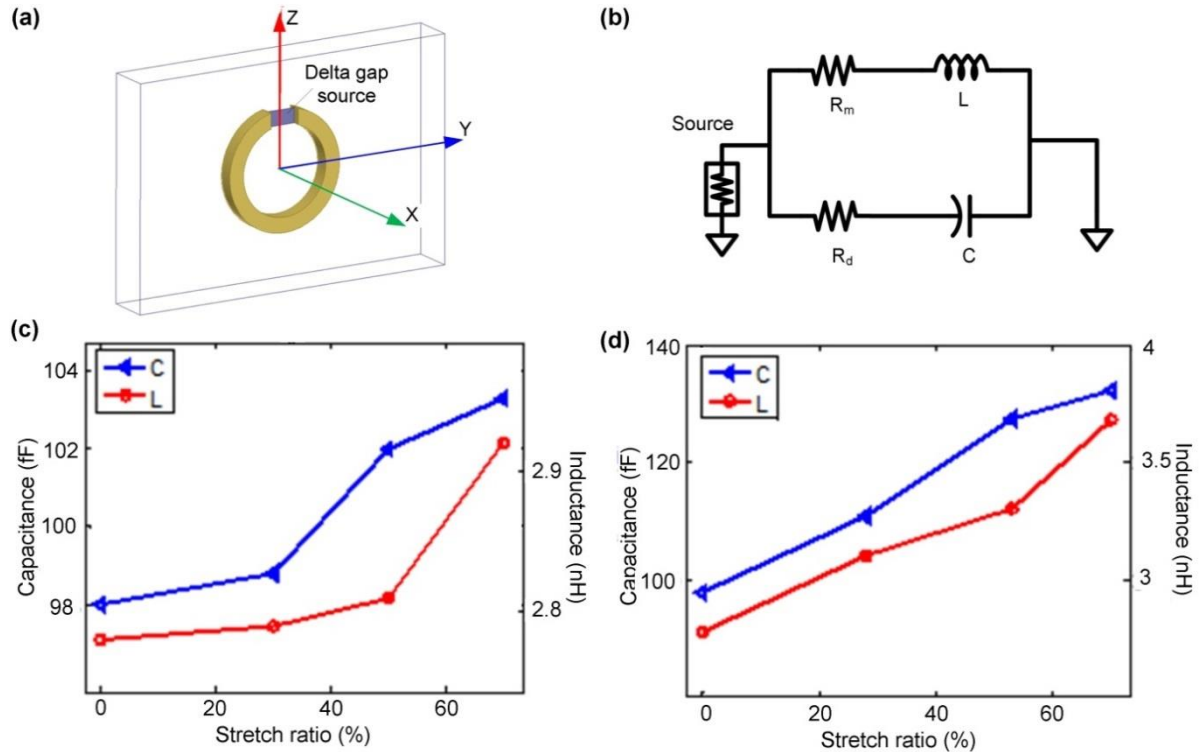 (a)
Z
Delta gap
source
Y
X
(b)
Rm
L
Source
Rd
C
(c)
C
L
104
102
100
98
2.9
2.8
Capacitance (fF)
Inductance (nH)
0 20 40 60
Stretch ratio (%)
(d)
C
L
140
120
100
4
3.5
3
Capacitance (fF)
Inductance (nH)
0 20 40 60
Stretch ratio (%)